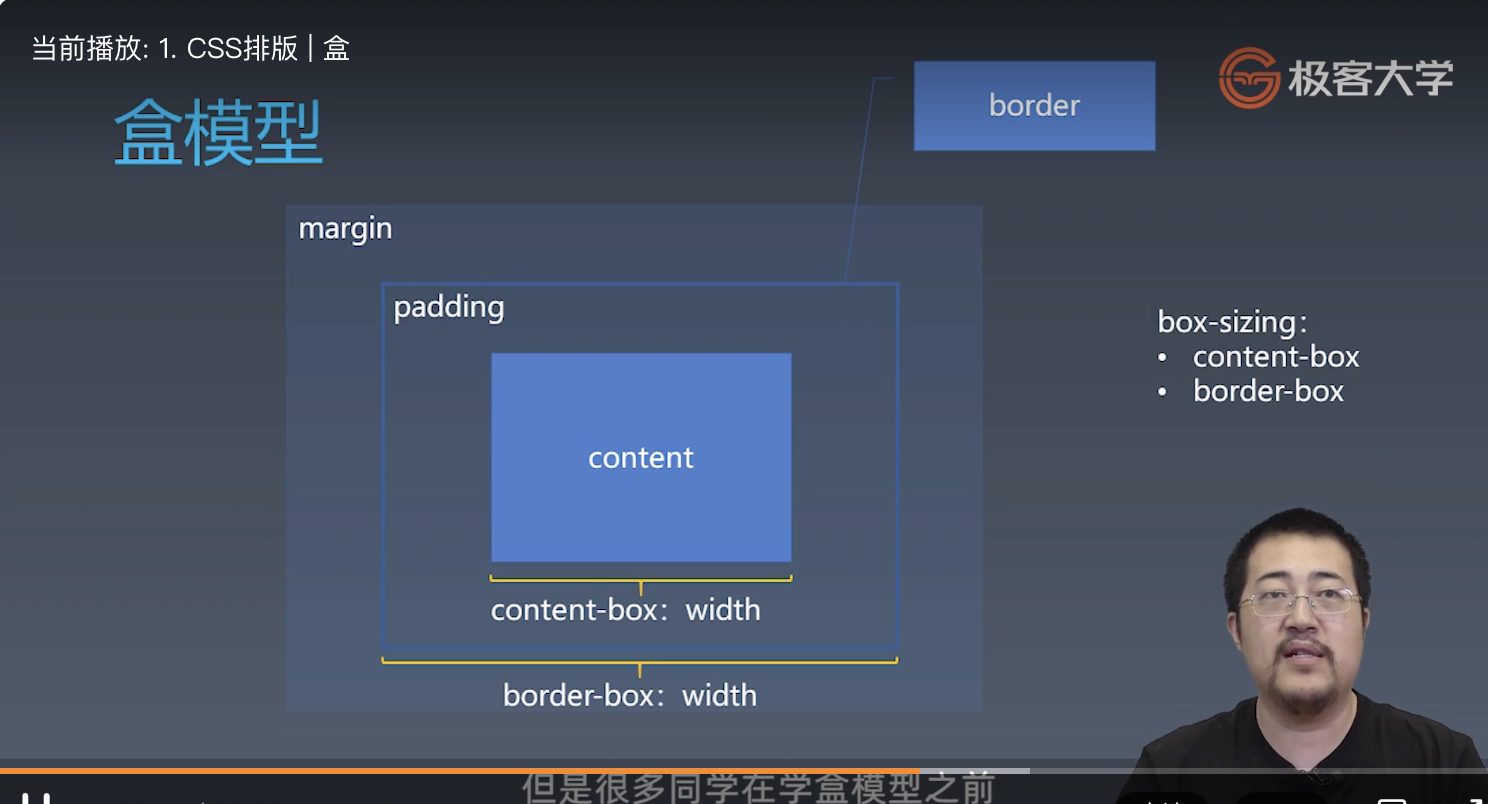 当前播放: 1. CSS排版 | 盒
极客大学
盒模型
border
margin
padding
content
box-sizing：
• content-box
• border-box
content-box：width
border-box：width
但是很多同学在学盒模型之前